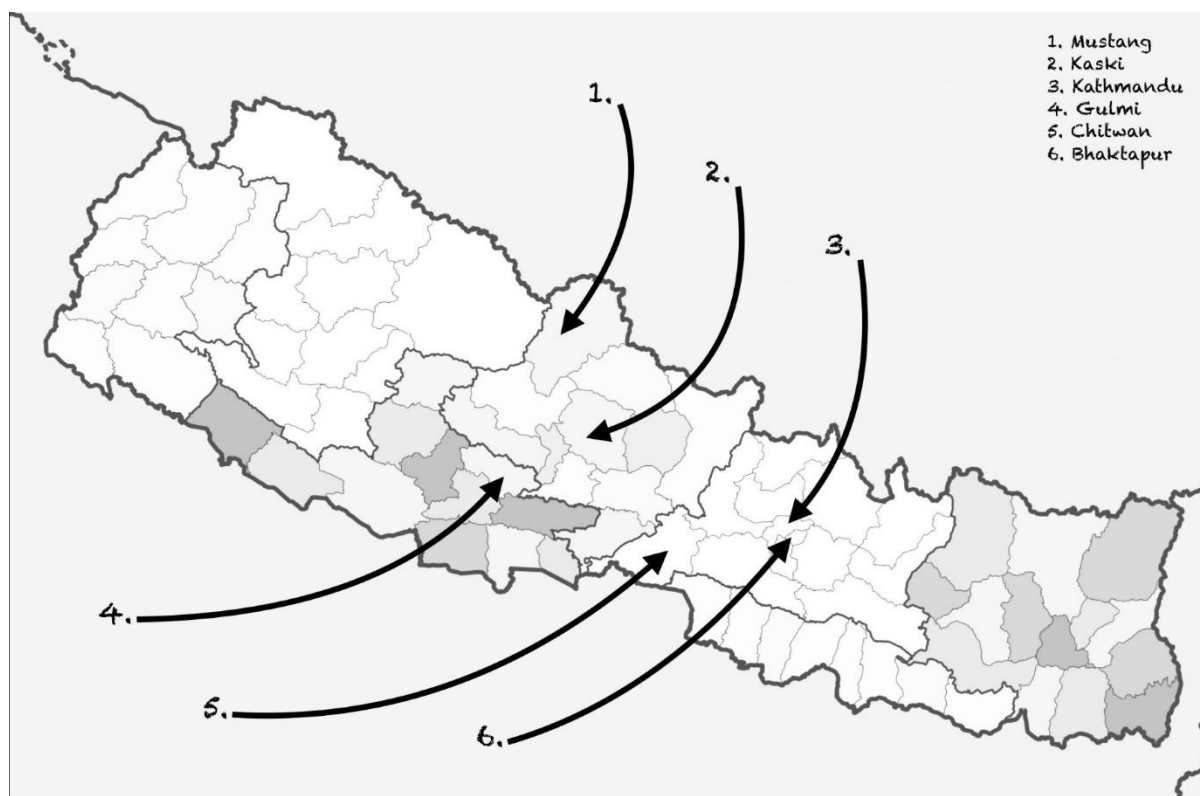 1. Mustang
2. Kaski
3. Kathmandu
4. Gulmi
5. Chitwan
6. Bhaktapur
1.
2.
3.
4.
5.
6.